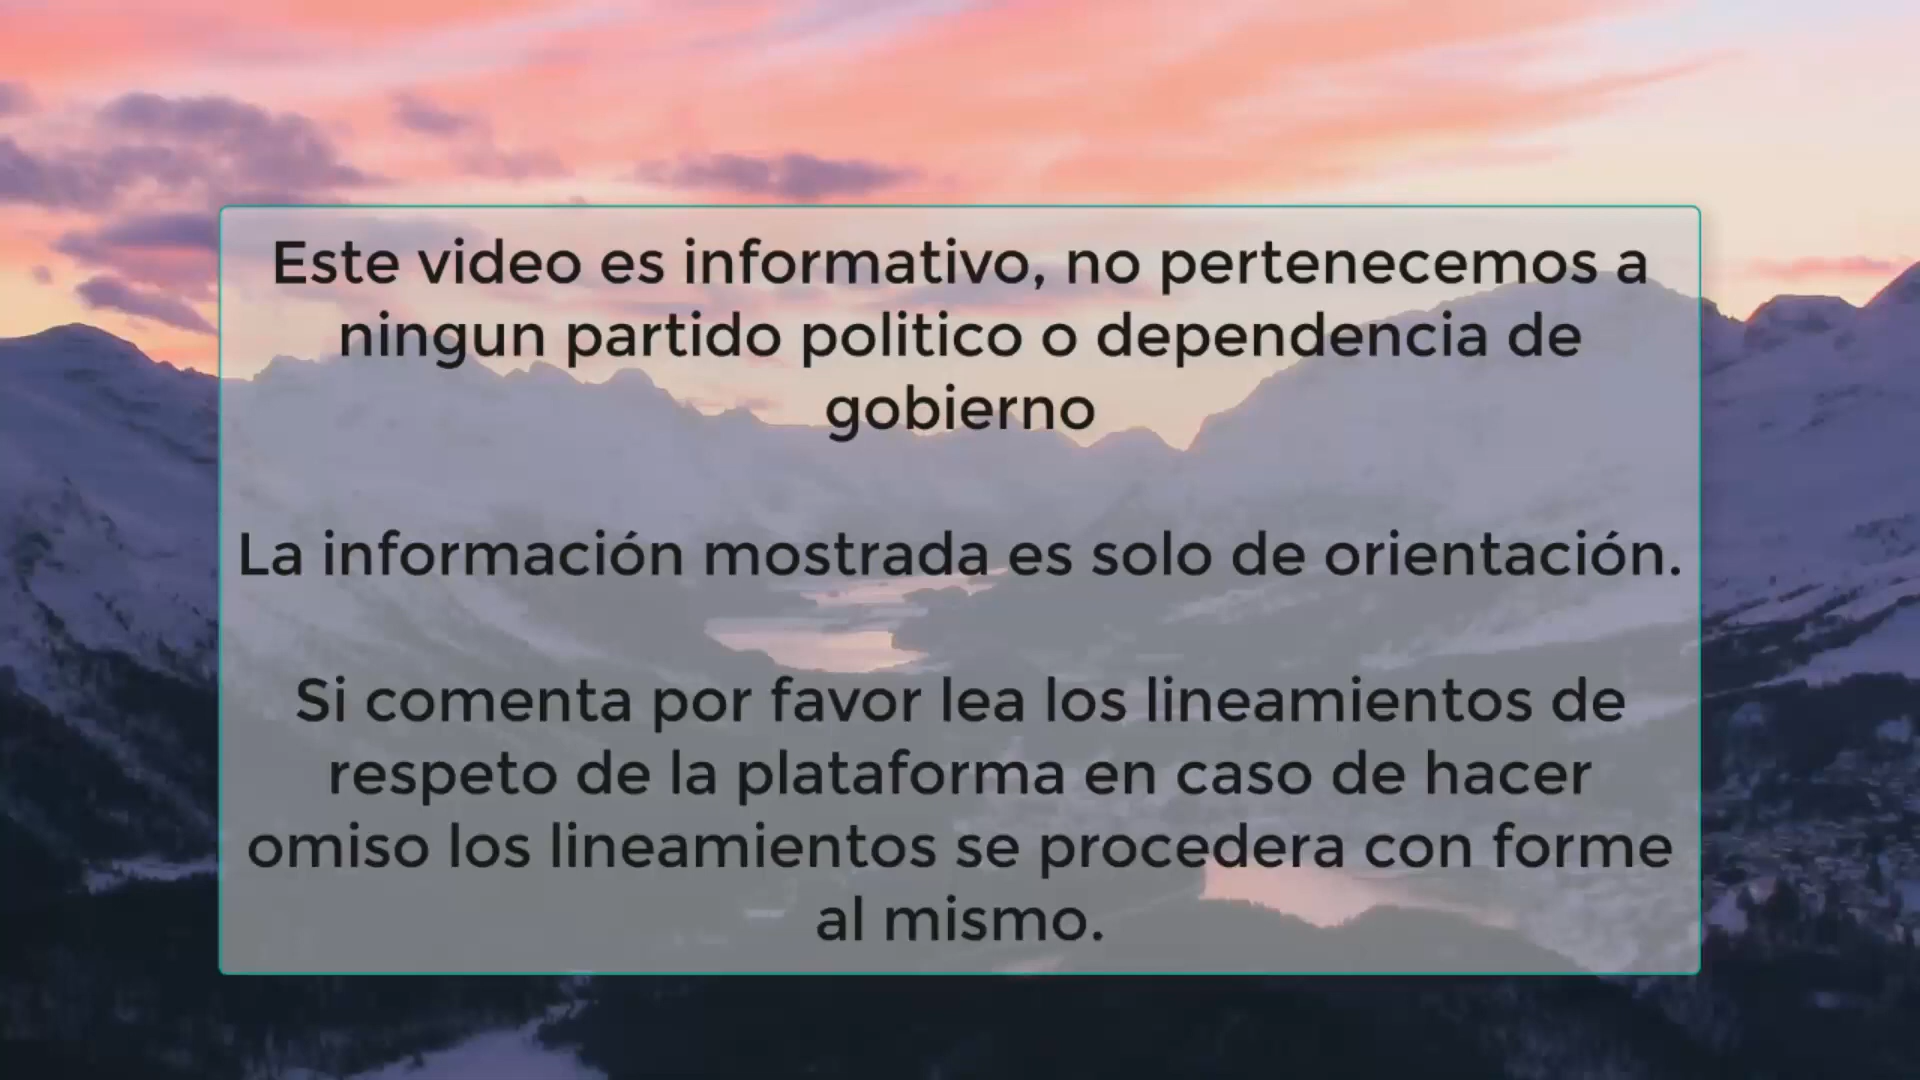 Este video es informativo, no pertenecemos a
ningun partido politico o dependencia de
gobierno
La información mostrada es solo de orientación.
Si comenta por favor lea los lineamientos de
respeto de la plataforma en caso de hacer
omiso los lineamientos se procedera con forme
al mismo.